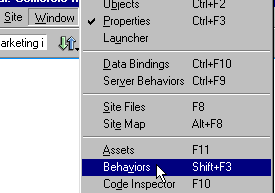 Objects Ctrl+F2
Site Window Properties Ctrl+F3
Launcher
arketing i
Data Bindings Ctrl+F10
Server Behaviors Ctrl+F9
Site Files F8
Site Map Alt+F8
Assets F11
Behaviors Shift+F3
Code Inspector F10